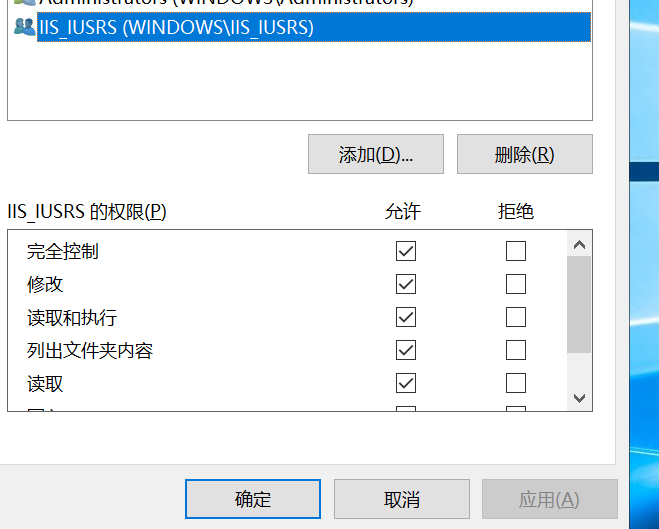 Administrators (WINDOWS\Administrators)
IIS_IUSRS (WINDOWS\IIS_IUSRS)
添加(D)... 删除(R)
IIS_IUSRS 的权限(P) 允许 拒绝
完全控制
修改
读取和执行
列出文件夹内容
读取
确定 取消 应用(A)